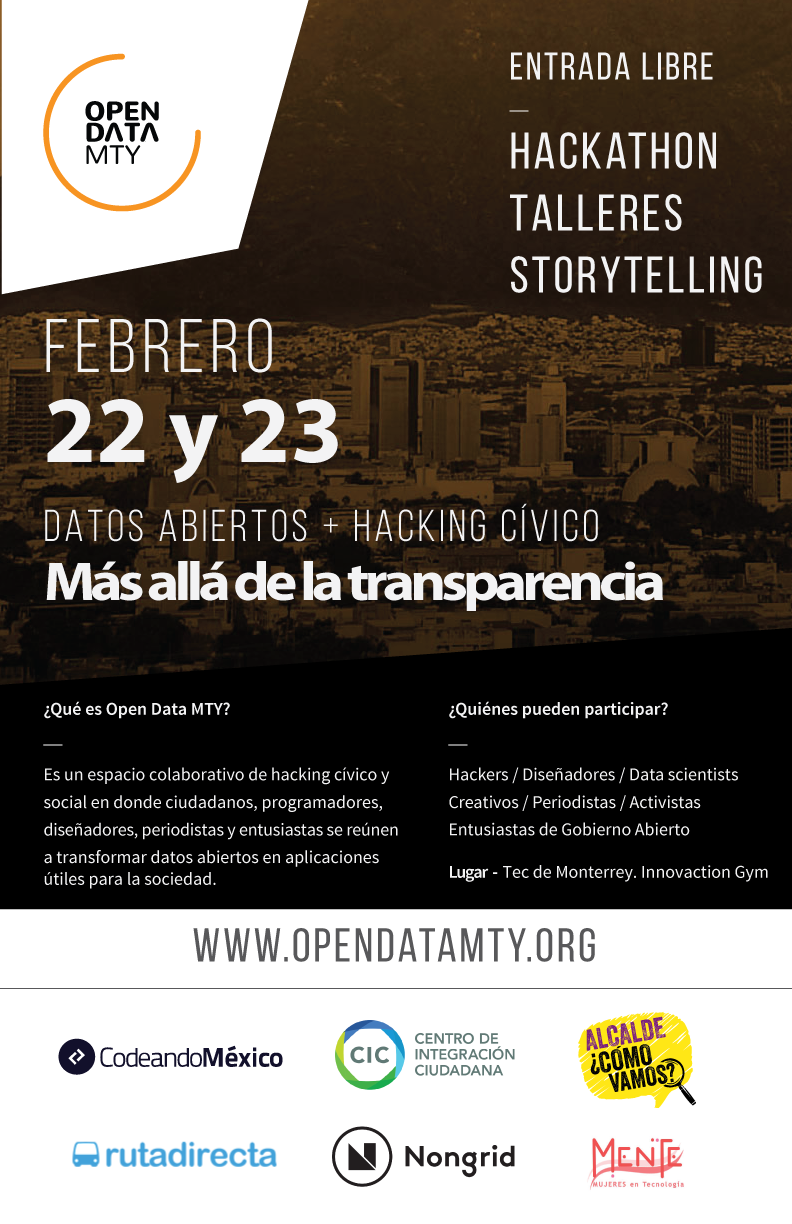 OPEN
DATA
MTY
ENTRADA LIBRE
HACKATHON
TALLERES
STORYTELLING
FEBRERO
22 y 23
DATOS ABIERTOS + HACKING CÍVICO
Más allá de la transparencia
¿Qué es Open Data MTY?
Es un espacio colaborativo de hacking cívico y
social en donde ciudadanos, programadores,
diseñadores, periodistas y entusiastas se reúnen
a transformar datos abiertos en aplicaciones
útiles para la sociedad.
¿Quiénes pueden participar?
Hackers / Diseñadores / Data scientists
Creativos / Periodistas / Activistas
Entusiastas de Gobierno Abierto
Lugar - Tec de Monterrey. Innovaction Gym
WWW.OPENDATAMTY.ORG
CodeandoMéxico
CIC
CENTRO DE
INTEGRACIÓN
CIUDADANA
ALCALDE
¿CÓMO
VAMOS?
rutadirecta
Nongrid
MENTE
MUJERES en Tecnología